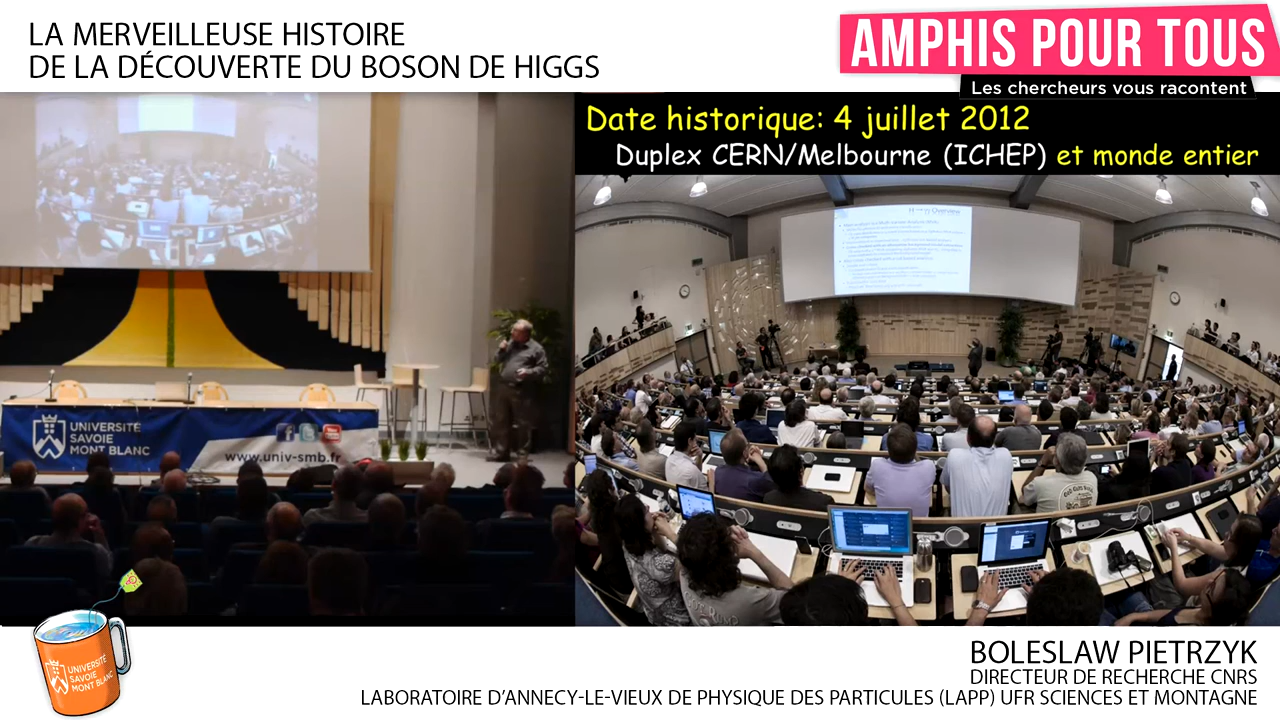 LA MERVEILLEUSE HISTOIRE
DE LA DÉCOUVERTE DU BOSON DE HIGGS
AMPHIS POUR TOUS
Les chercheurs vous racontent
Date historique: 4 juillet 2012
Duplex CERN/Melbourne (ICHEP) et monde entier
Overview
UNIVERSITÉ
SAVOIE
MONT BLANC
www.univ-smb.fr
UNIVERSITÉ
SAVOIE
MONT BLANC
BOLESLAW PIETRZYK
DIRECTEUR DE RECHERCHE CNRS
LABORATOIRE D'ANNECY-LE-VIEUX DE PHYSIQUE DES PARTICULES (LAPP) UFR SCIENCES ET MONTAGNE